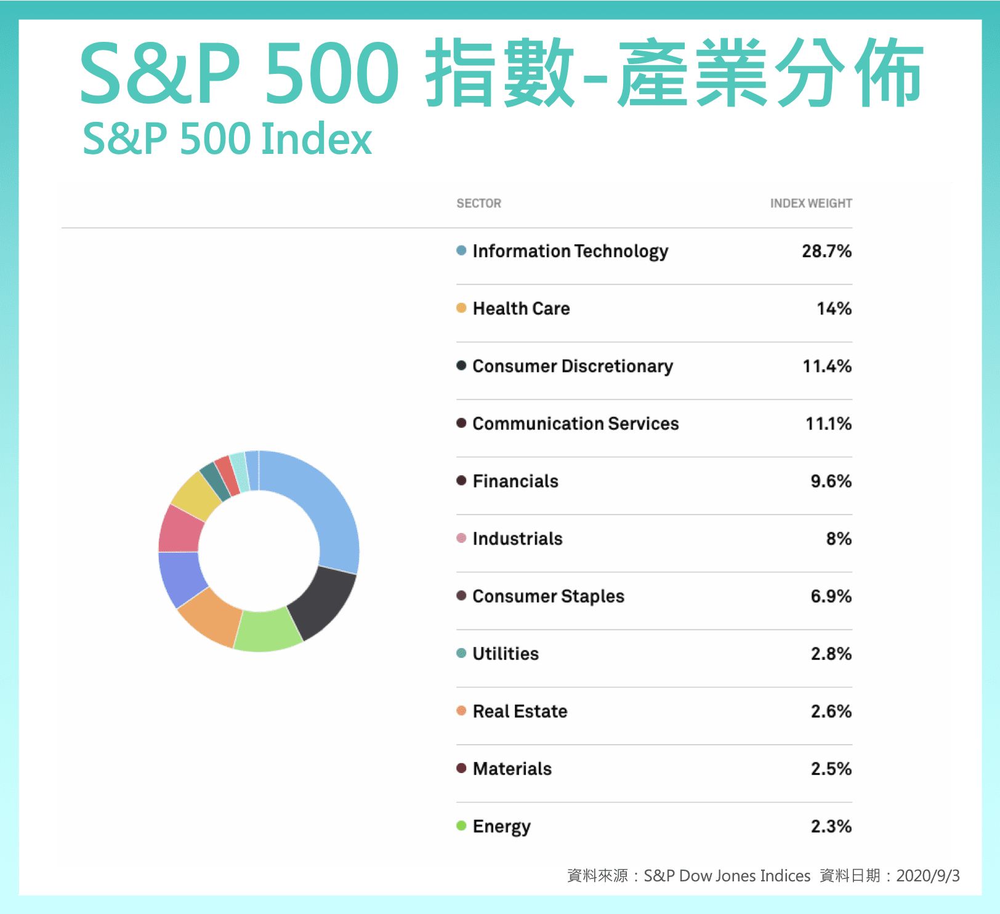 S&P 500 指數-產業分佈
S&P 500 Index
SECTOR INDEX WEIGHT
Information Technology 28.7%
Health Care 14%
Consumer Discretionary 11.4%
Communication Services 11.1%
Financials 9.6%
Industrials 8%
Consumer Staples 6.9%
Utilities 2.8%
Real Estate 2.6%
Materials 2.5%
Energy 2.3%
資料來源：S&P Dow Jones Indices 資料日期：2020/9/3